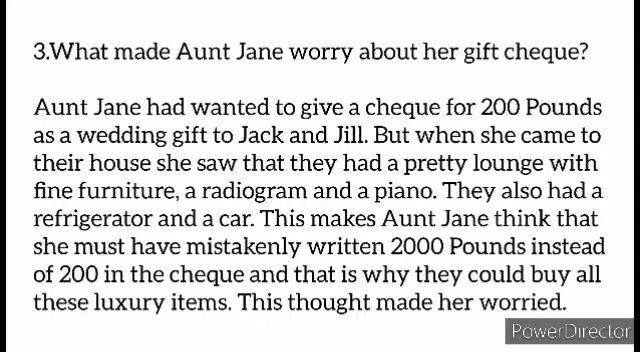 3.What made Aunt Jane worry about her gift cheque?
Aunt Jane had wanted to give a cheque for 200 Pounds
as a wedding gift to Jack and Jill. But when she came to
their house she saw that they had a pretty lounge with
fine furniture, a radiogram and a piano. They also had a
refrigerator and a car. This makes Aunt Jane think that
she must have mistakenly written 2000 Pounds instead
of 200 in the cheque and that is why they could buy all
these luxury items. This thought made her worried.
PowerDirector